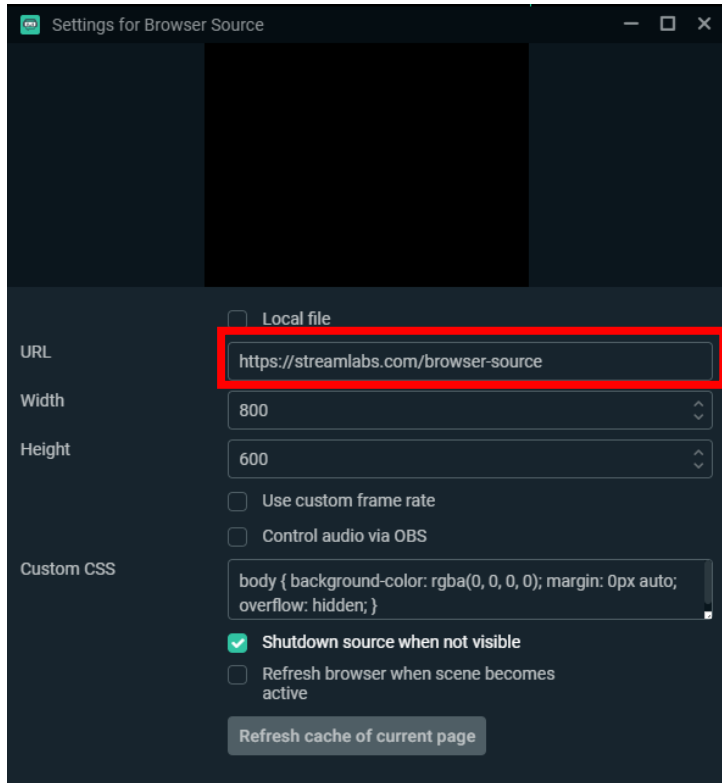 Settings for Browser Source
Local file
URL
https://streamlabs.com/browser-source
Width
800
Height
600
Use custom frame rate
Control audio via OBS
Custom CSS
body { background-color: rgba(0, 0, 0, 0); margin: 0px auto;
overflow: hidden; }
Shutdown source when not visible
Refresh browser when scene becomes
active
Refresh cache of current page